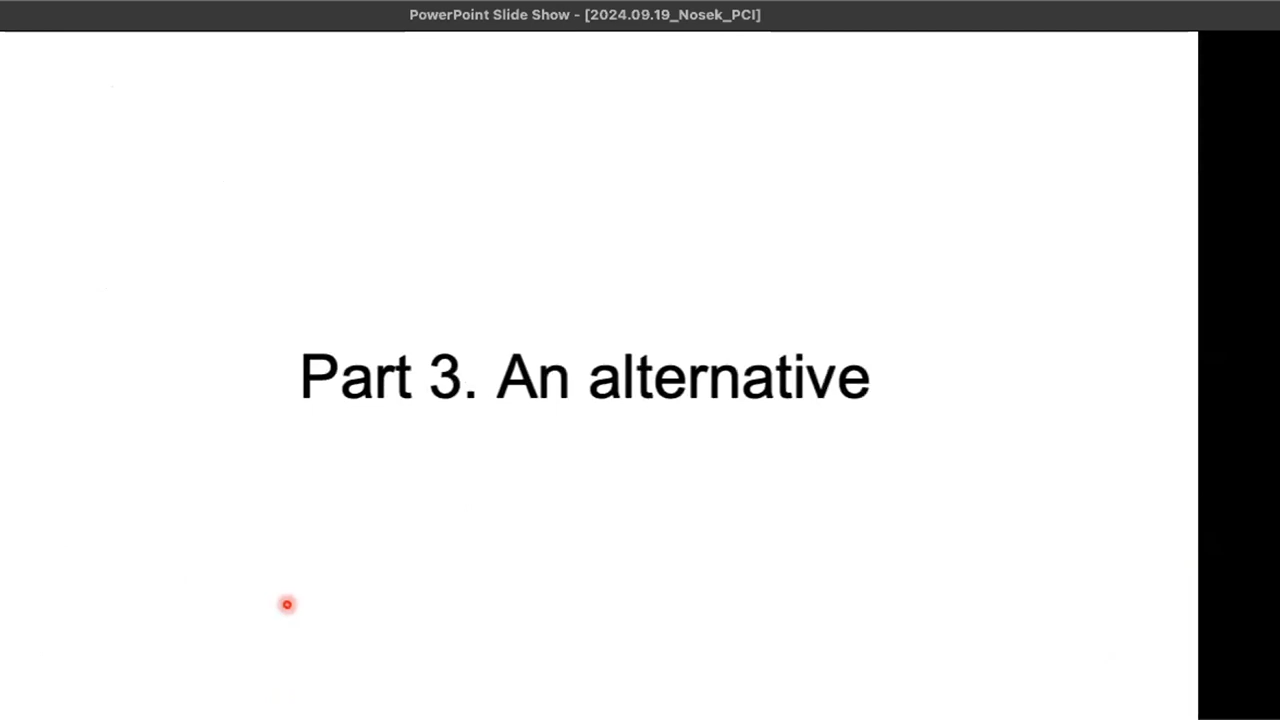 PowerPoint Slide Show - [2024.09.19_Nosek_PCI]
Part 3. An alternative